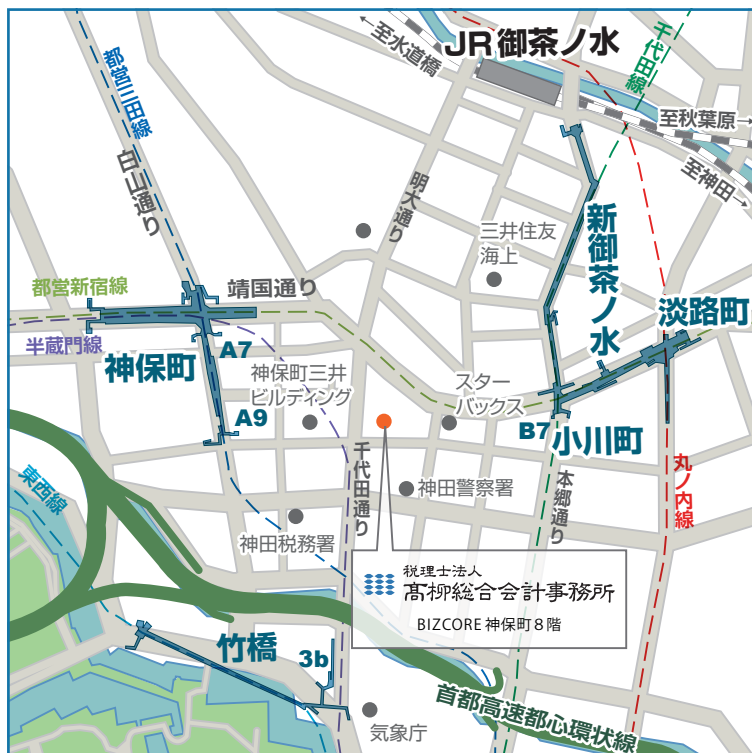 JR御茶ノ水
←至水道橋
千代田線
都営三田線
至秋葉原→
至神田→
白山通り
明大通り
三井住友
海上
新御茶ノ水
都営新宿線
靖国通り
淡路町
半蔵門線
神保町
A7
神保町三井
ビルディング
スター
バックス
A9
B7
小川町
東西線
千代田通り
本郷通り
丸ノ内線
神田警察署
神田税務署
税理士法人
髙柳総合会計事務所
BIZCORE 神保町8階
竹橋
3b
首都高速都心環状線
気象庁